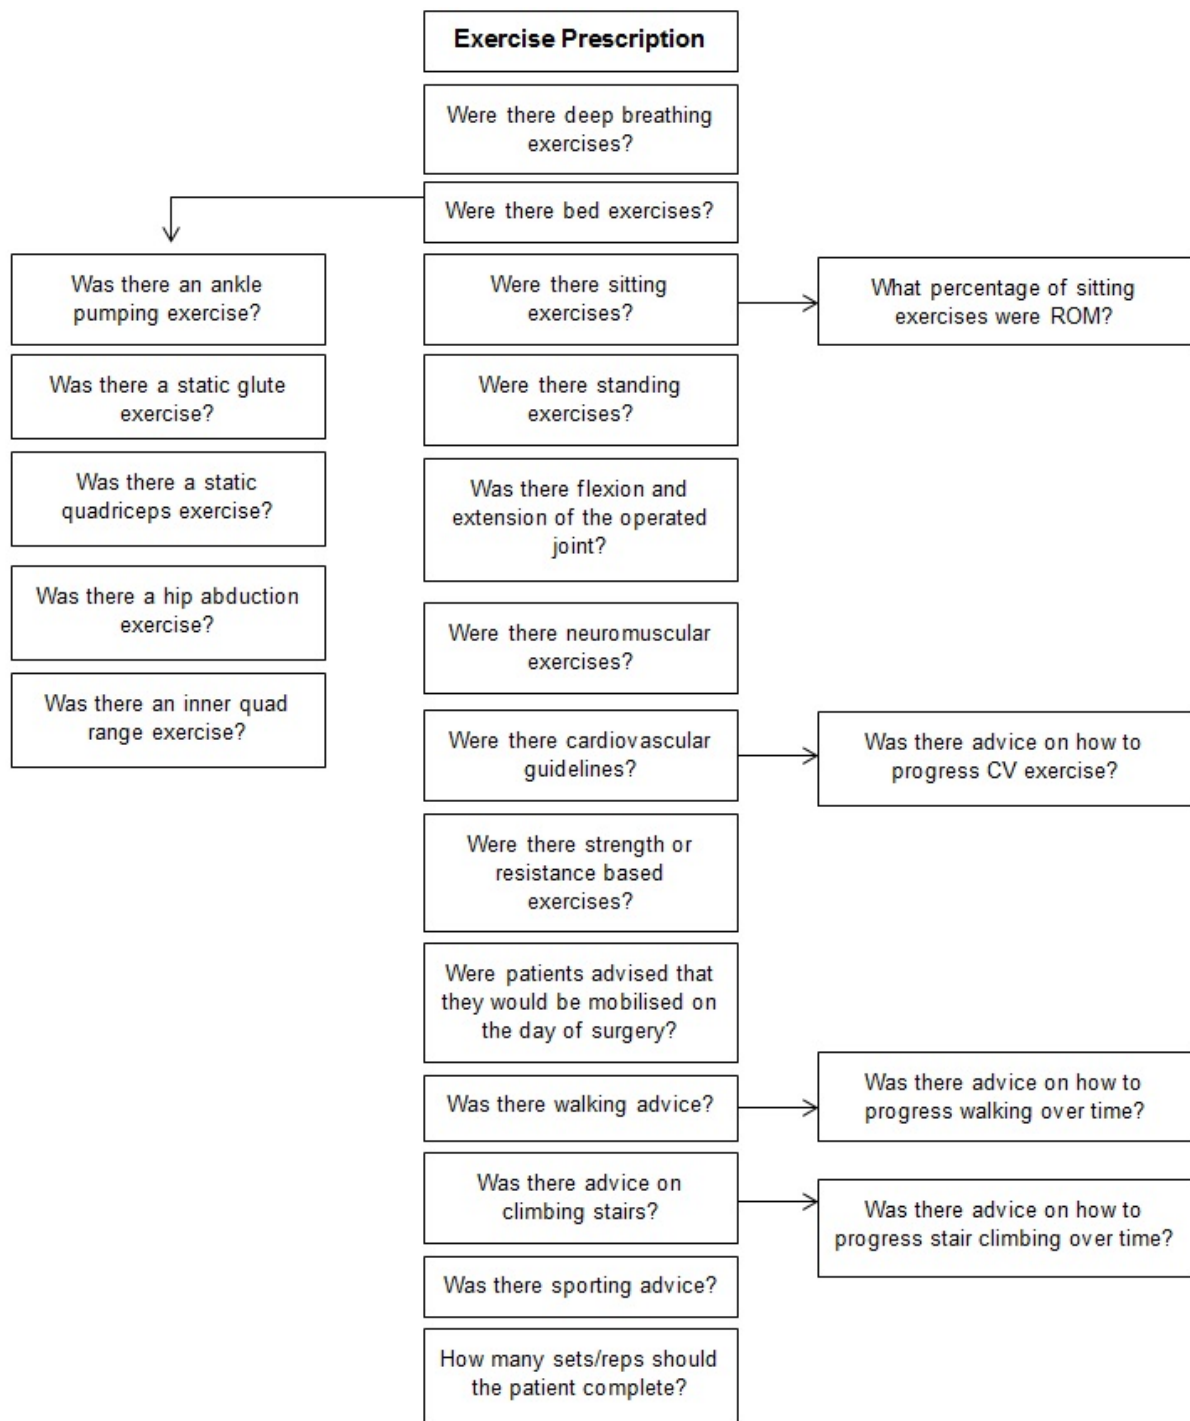 Exercise Prescription
Were there deep breathing
exercises?
Were there bed exercises?
Was there an ankle
pumping exercise?
Was there a static glute
exercise?
Was there a static
quadriceps exercise?
Was there a hip abduction
exercise?
Was there an inner quad
range exercise?
Were there sitting
exercises?
What percentage of sitting
exercises were ROM?
Were there standing
exercises?
Was there flexion and
extension of the operated
joint?
Were there neuromuscular
exercises?
Were there cardiovascular
guidelines?
Was there advice on how to
progress CV exercise?
Were there strength or
resistance based
exercises?
Were patients advised that
they would be mobilised on
the day of surgery?
Was there walking advice?
Was there advice on how to
progress walking over time?
Was there advice on
climbing stairs?
Was there advice on how to
progress stair climbing over time?
Was there sporting advice?
How many sets/reps should
the patient complete?